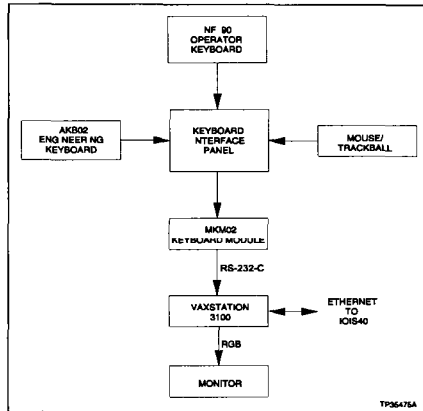 NF 90
OPERATOR
KEYBOARD
AKB02
ENG NEER NG
KEYBOARD
KEYBOARD
NTERFACE
PANEL
MOUSE/
TRACKBALL
MKM02
KEYBOARD MODULE
RS-232-C
VAXSTATION
3100
ETHERNET
TO
IOIS40
RGB
MONITOR
TP35475A